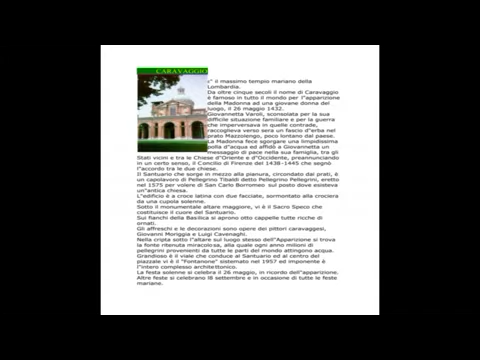 CARAVAGGIO
c" il massimo tempio mariano della
Lombardia.
Da oltre cinque secoli il nome di Caravaggio
è famoso in tutto il mondo per l"apparizione
della Madonna ad una giovane donna del
luogo, il 26 maggio 1432.
Giovannetta Varoli, sconsolata per la sua
difficile situazione familiare e per la guerra
che imperversava in quelle contrade,
raccoglieva verso sera un fascio d"erba nel
prato Mazzolengo, poco lontano dal paese.
La Madonna fece sgorgare una limpidissima
polla d"acqua ed affidò a Giovannetta un
messaggio di pace nella sua famiglia, tra gli
Stati vicini e tra le Chiese d"Oriente e d"Occidente, preannunciando
in un certo senso, il Concilio di Firenze del 1438-1445 che segnò
l"accordo tra le due chiese.
Il Santuario che sorge in mezzo alla pianura, circondato dai prati, è
un capolavoro di Pellegrino Tibaldi detto Pellegrino Pellegrini, eretto
nel 1575 per volere di San Carlo Borromeo sul posto dove esisteva
un"antica chiesa.
L"edificio è a croce latina con due facciate, sormontato alla crociera
da una cupola solenne.
Sotto il monumentale altare maggiore, vi è il Sacro Speco che
costituisce il cuore del Santuario.
Sui fianchi della Basilica si aprono otto cappelle tutte ricche di
ornati.
Gli affreschi e le decorazioni sono opere dei pittori caravaggesi,
Giovanni Moriggia e Luigi Cavenaghi.
Nella cripta sotto l"altare sul luogo stesso dell"Apparizione si trova
la fonte ritenuta miracolosa, alla quale ogni anno milioni di
pellegrini provenienti da tutte le parti del mondo attingono acqua.
Grandioso è il viale che conduce al Santuario ed al centro del
piazzale vi è il "Fontanone" sistemato nel 1957 ed imponente è
l"intero complesso architettonico.
La festa solenne si celebra il 26 maggio, in ricordo dell"apparizione.
Altre feste si celebrano l8 settembre e in occasione di tutte le feste
mariane.